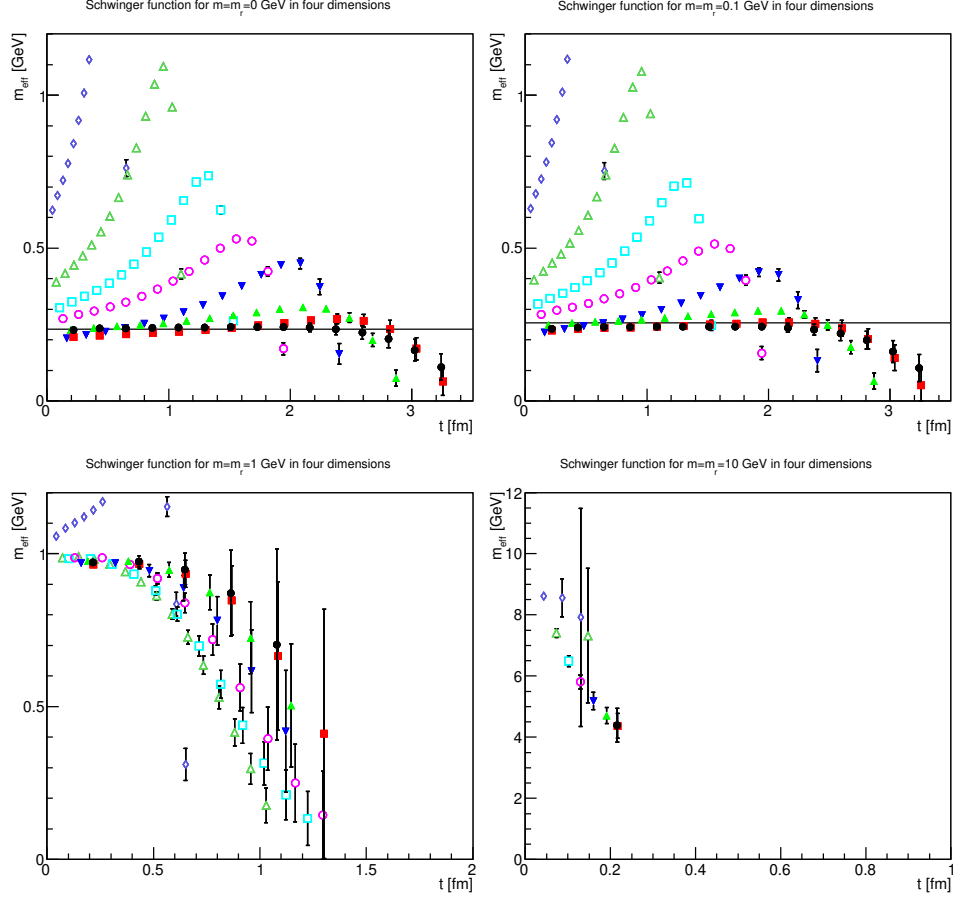 Schwinger function for m=m_r=0 GeV in four dimensions
m_eff [GeV]
1
0.5
0
0 1 2 3
t [fm]
Schwinger function for m=m_r=0.1 GeV in four dimensions
m_eff [GeV]
1
0.5
0
0 1 2 3
t [fm]
Schwinger function for m=m_r=1 GeV in four dimensions
m_eff [GeV]
1
0.5
0
0 0.5 1 1.5 2
t [fm]
Schwinger function for m=m_r=10 GeV in four dimensions
m_eff [GeV]
12
10
8
6
4
2
0
0 0.2 0.4 0.6 0.8 1
t [fm]